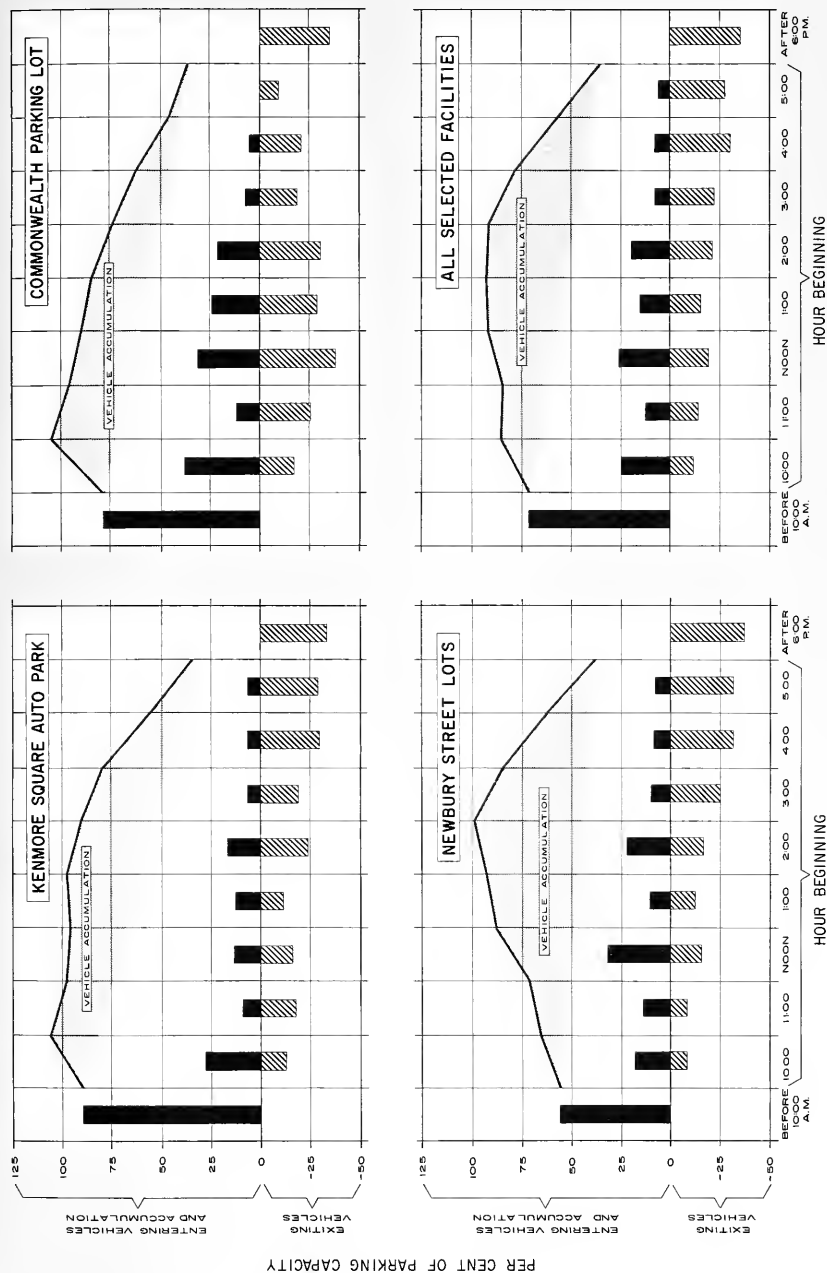 PER CENT OF PARKING CAPACITY
ENTERING VEHICLES
AND ACCUMULATION
EXITING
VEHICLES
125
100
75
50
25
0
-25
-50
KENMORE SQUARE AUTO PARK
VEHICLE ACCUMULATION
COMMONWEALTH PARKING LOT
VEHICLE ACCUMULATION
ENTERING VEHICLES
AND ACCUMULATION
EXITING
VEHICLES
125
100
75
50
25
0
-25
-50
NEWBURY STREET LOTS
VEHICLE ACCUMULATION
BEFORE
10:00
A.M.
10:00
11:00
NOON
1:00
2:00
3:00
4:00
5:00
AFTER
6:00
P.M.
HOUR BEGINNING
ALL SELECTED FACILITIES
VEHICLE ACCUMULATION
BEFORE
10:00
A.M.
10:00
11:00
NOON
1:00
2:00
3:00
4:00
5:00
AFTER
6:00
P.M.
HOUR BEGINNING